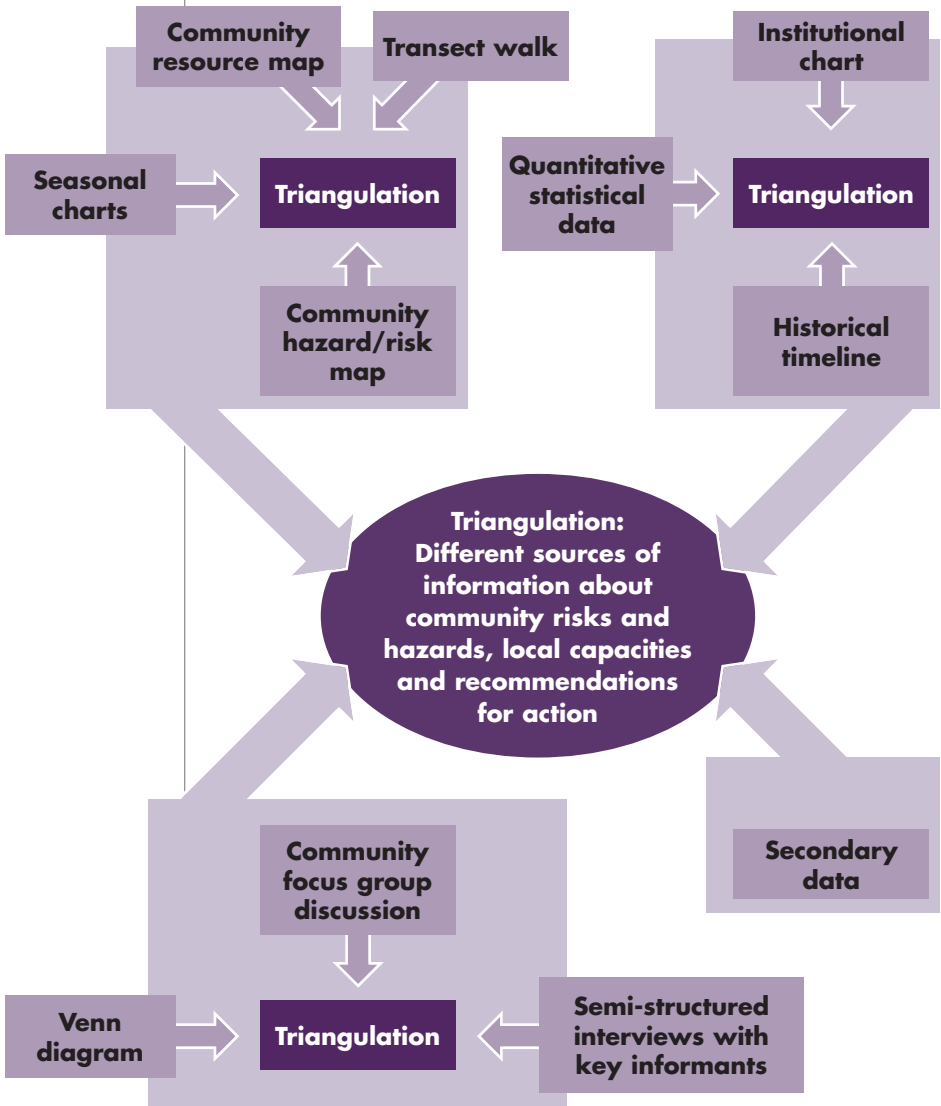 Community
resource map
Transect walk
Seasonal
charts
Triangulation
Community
hazard/risk
map
Institutional
chart
Quantitative
statistical
data
Triangulation
Historical
timeline
Triangulation:
Different sources of
information about
community risks and
hazards, local capacities
and recommendations
for action
Community
focus group
discussion
Venn
diagram
Triangulation
Semi-structured
interviews with
key informants
Secondary
data